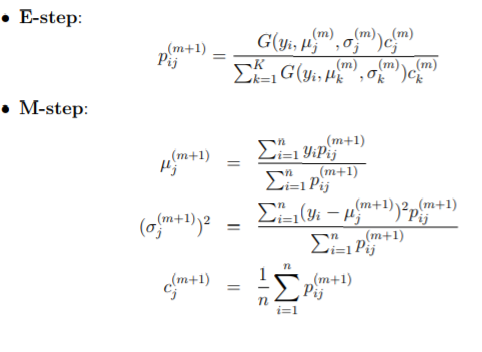 • E-step:
p_{ij}^{(m+1)} = \frac{G(y_i, \mu_j^{(m)}, \sigma_j^{(m)})c_j^{(m)}}{\sum_{k=1}^{K} G(y_i, \mu_k^{(m)}, \sigma_k^{(m)})c_k^{(m)}}
• M-step:
\mu_j^{(m+1)} = \frac{\sum_{i=1}^{n} y_i p_{ij}^{(m+1)}}{\sum_{i=1}^{n} p_{ij}^{(m+1)}}
(\sigma_j^{(m+1)})^2 = \frac{\sum_{i=1}^{n} (y_i - \mu_j^{(m+1)})^2 p_{ij}^{(m+1)}}{\sum_{i=1}^{n} p_{ij}^{(m+1)}}
c_j^{(m+1)} = \frac{1}{n} \sum_{i=1}^{n} p_{ij}^{(m+1)}